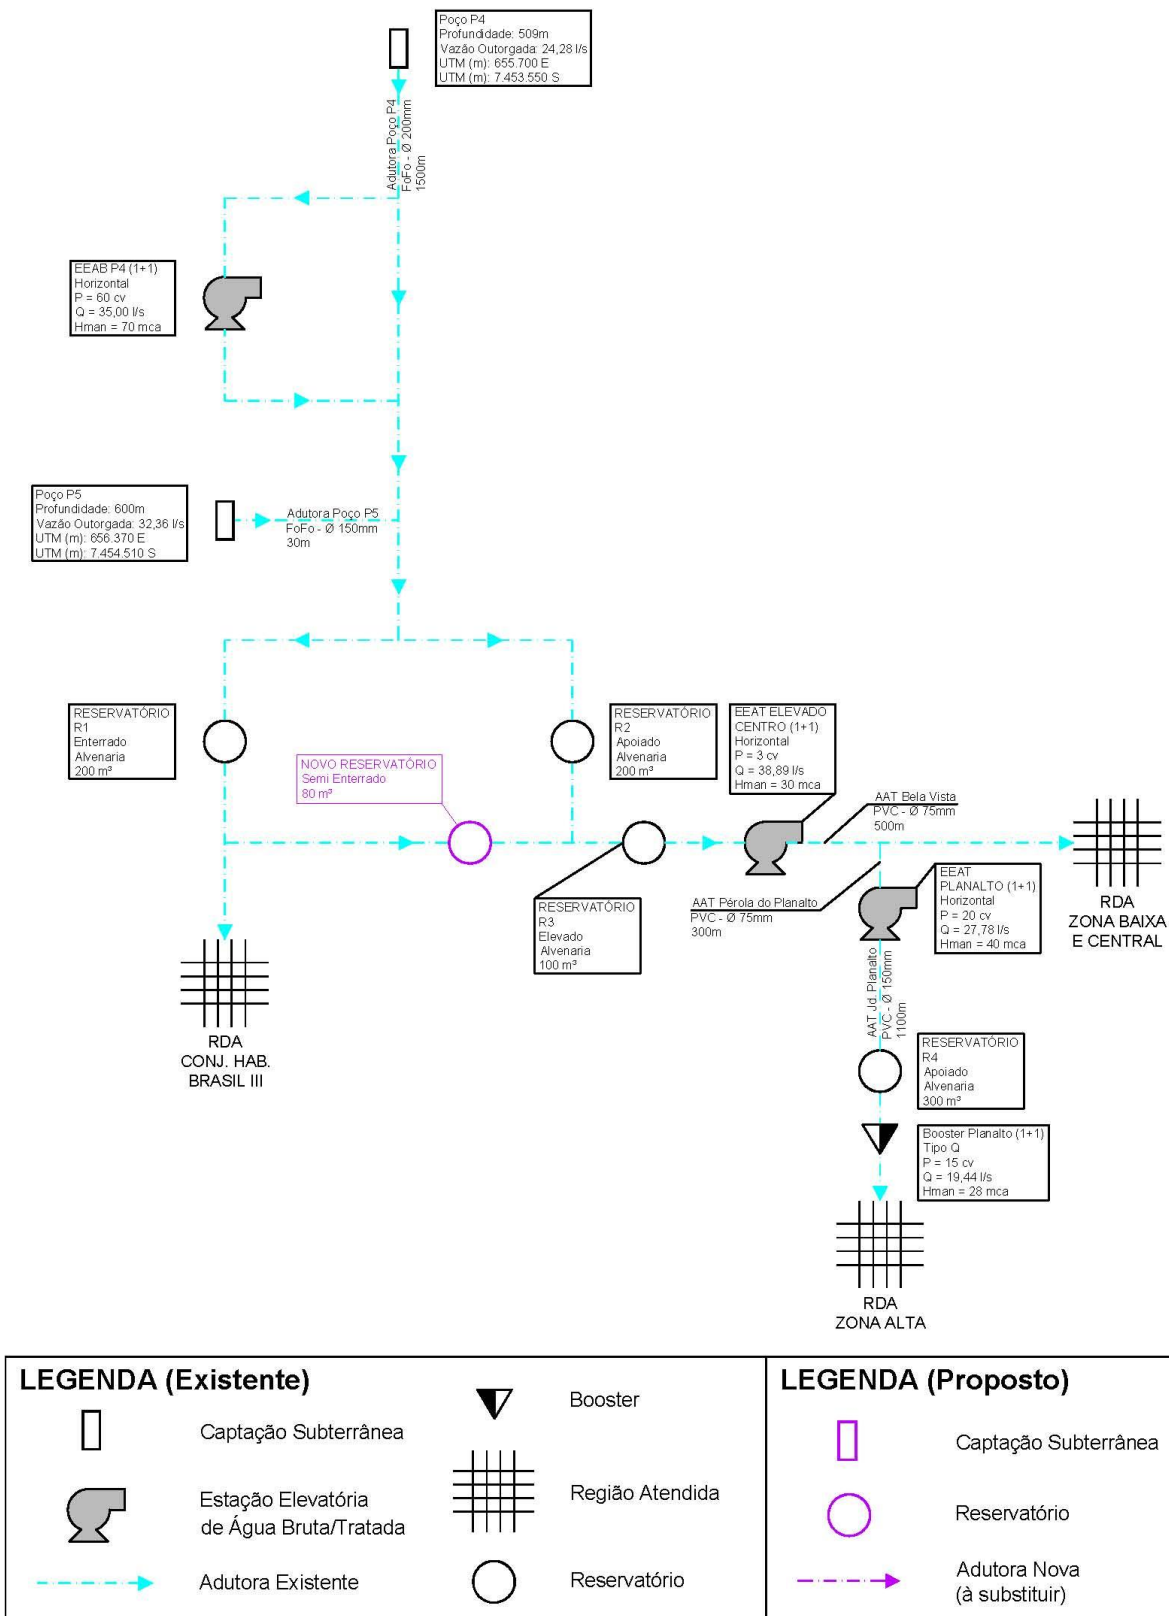 Poço P4
Profundidade: 509m
Vazão Outorgada: 24,28 l/s
UTM (m): 655.700 E
UTM (m): 7.453.550 S
Adutora Poço P4
FoFo - Ø 200mm
1500m
EEAB P4 (1+1)
Horizontal
P = 60 cv
Q = 35,00 l/s
Hman = 70 mca
Poço P5
Profundidade: 600m
Vazão Outorgada: 32,36 l/s
UTM (m): 656.370 E
UTM (m): 7.454.510 S
Adutora Poço P5
FoFo - Ø 150mm
30m
RESERVATÓRIO
R1
Enterrado
Alvenaria
200 m³
NOVO RESERVATÓRIO
Semi Enterrado
80 m³
RESERVATÓRIO
R2
Apoiado
Alvenaria
200 m³
EEAT ELEVADO
CENTRO (1+1)
Horizontal
P = 3 cv
Q = 38,89 l/s
Hman = 30 mca
AAT Bela Vista
PVC - Ø 75mm
500m
RESERVATÓRIO
R3
Elevado
Alvenaria
100 m³
AAT Pérola do Planalto
PVC - Ø 75mm
300m
EEAT
PLANALTO (1+1)
Horizontal
P = 20 cv
Q = 27,78 l/s
Hman = 40 mca
RDA
ZONA BAIXA
E CENTRAL
AAT Jd. Planalto
PVC - Ø 150mm
1100m
RDA
CONJ. HAB.
BRASIL III
RESERVATÓRIO
R4
Apoiado
Alvenaria
300 m³
Booster Planalto (1+1)
Tipo Q
P = 15 cv
Q = 19,44 l/s
Hman = 28 mca
RDA
ZONA ALTA
LEGENDA (Existente)
Captação Subterrânea
Estação Elevatória
de Água Bruta/Tratada
Adutora Existente
Booster
Região Atendida
Reservatório
LEGENDA (Proposto)
Captação Subterrânea
Reservatório
Adutora Nova
(à substituir)